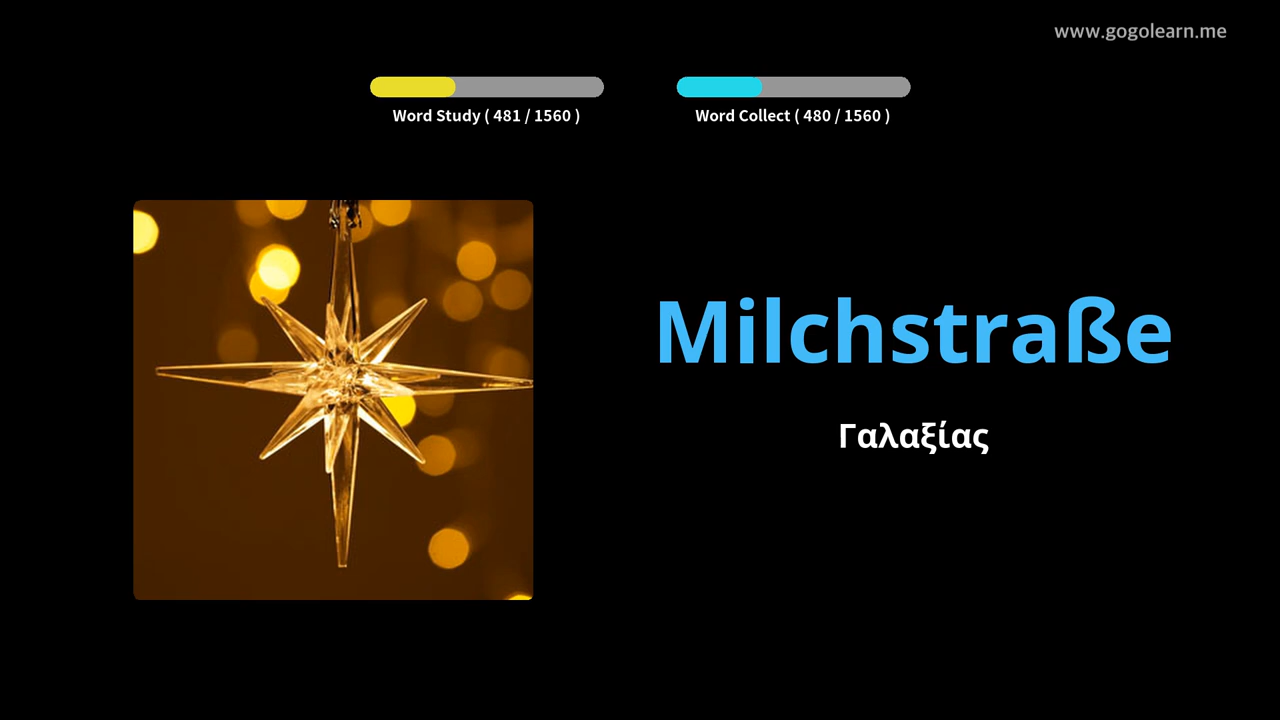 www.gogolearn.me
Word Study ( 481 / 1560 )
Word Collect ( 480 / 1560 )
Milchstraße
Γαλαξίας